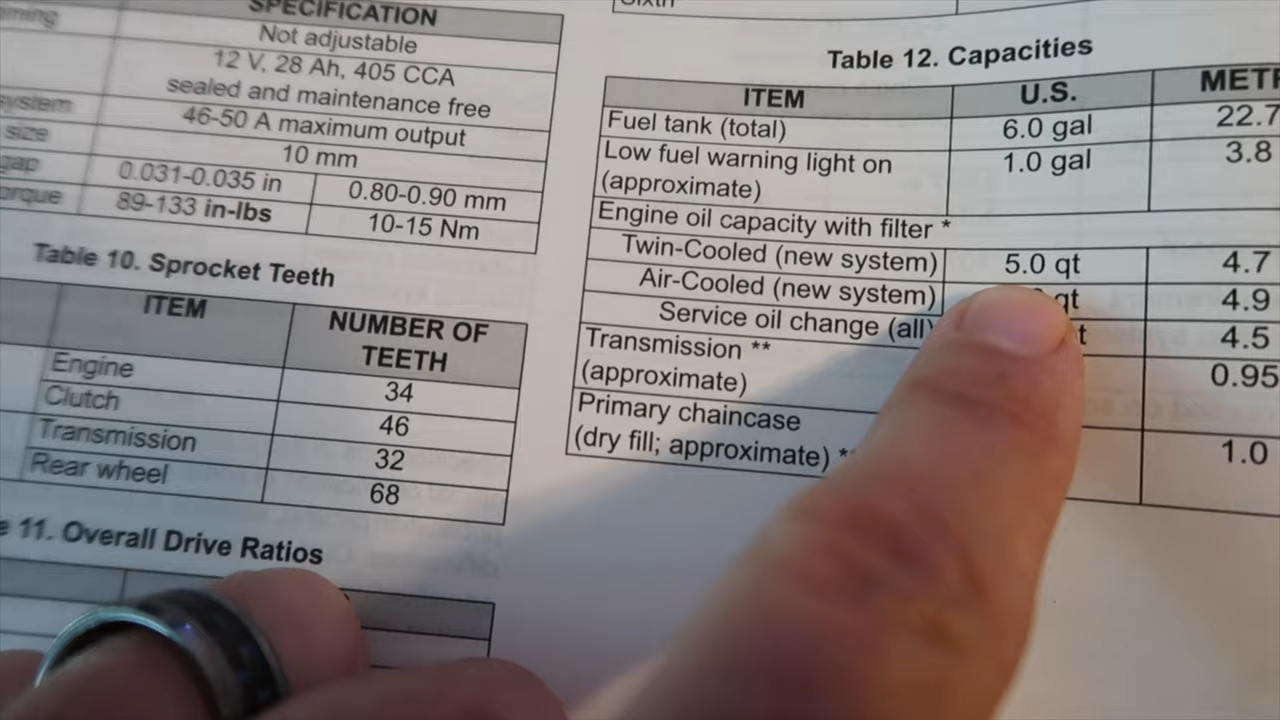 SPECIFICATION
Not adjustable
12 V, 28 Ah, 405 CCA
sealed and maintenance free
system
46-50 A maximum output
size
10 mm
gap
0.031-0.035 in
0.80-0.90 mm
89-133 in-lbs
10-15 Nm
Table 10. Sprocket Teeth
ITEM
NUMBER OF
TEETH
Engine
34
Clutch
46
Transmission
32
Rear wheel
68
11. Overall Drive Ratios
Table 12. Capacities
ITEM
U.S.
Fuel tank (total)
6.0 gal
22.7
Low fuel warning light on
(approximate)
1.0 gal
3.8
Engine oil capacity with filter *
Twin-Cooled (new system)
5.0 qt
4.7
Air-Cooled (new system)
qt
4.9
Service oil change (all)
4.5
Transmission **
(approximate)
0.95
Primary chaincase
(dry fill; approximate) *
1.0